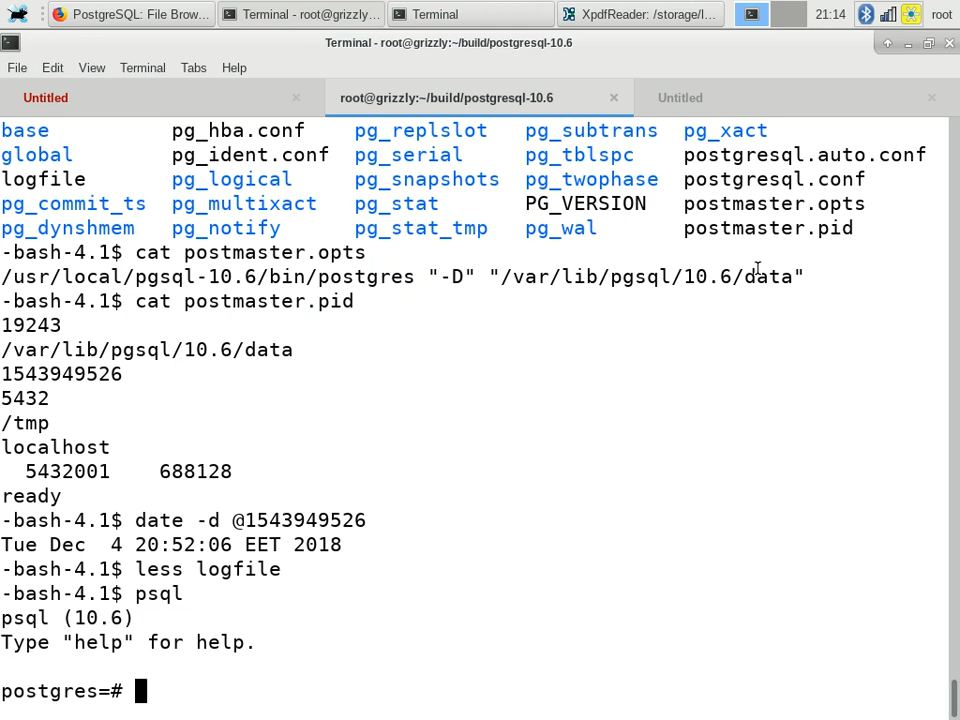 PostgreSQL: File Brow... Terminal - root@grizzly:... Terminal XpdfReader: /storage/l... 21:14 root
Terminal - root@grizzly:~/build/postgresql-10.6
File Edit View Terminal Tabs Help
Untitled root@grizzly:~/build/postgresql-10.6 Untitled
base pg_hba.conf pg_replslot pg_subtrans pg_xact
global pg_ident.conf pg_serial pg_tblspc postgresql.auto.conf
logfile pg_logical pg_snapshots pg_twophase postgresql.conf
pg_commit_ts pg_multixact pg_stat PG_VERSION postmaster.opts
pg_dynshmem pg_notify pg_stat_tmp pg_wal postmaster.pid
-bash-4.1$ cat postmaster.opts
/usr/local/pgsql-10.6/bin/postgres "-D" "/var/lib/pgsql/10.6/data"
-bash-4.1$ cat postmaster.pid
19243
/var/lib/pgsql/10.6/data
1543949526
5432
/tmp
localhost
5432001 688128
ready
-bash-4.1$ date -d @1543949526
Tue Dec  4 20:52:06 EET 2018
-bash-4.1$ less logfile
-bash-4.1$ psql
psql (10.6)
Type "help" for help.
postgres=#